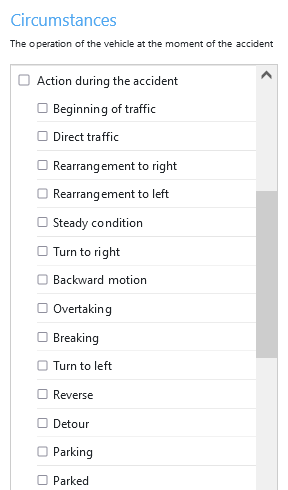 Circumstances
The operation of the vehicle at the moment of the accident
Action during the accident
Beginning of traffic
Direct traffic
Rearrangement to right
Rearrangement to left
Steady condition
Turn to right
Backward motion
Overtaking
Breaking
Turn to left
Reverse
Detour
Parking
Parked